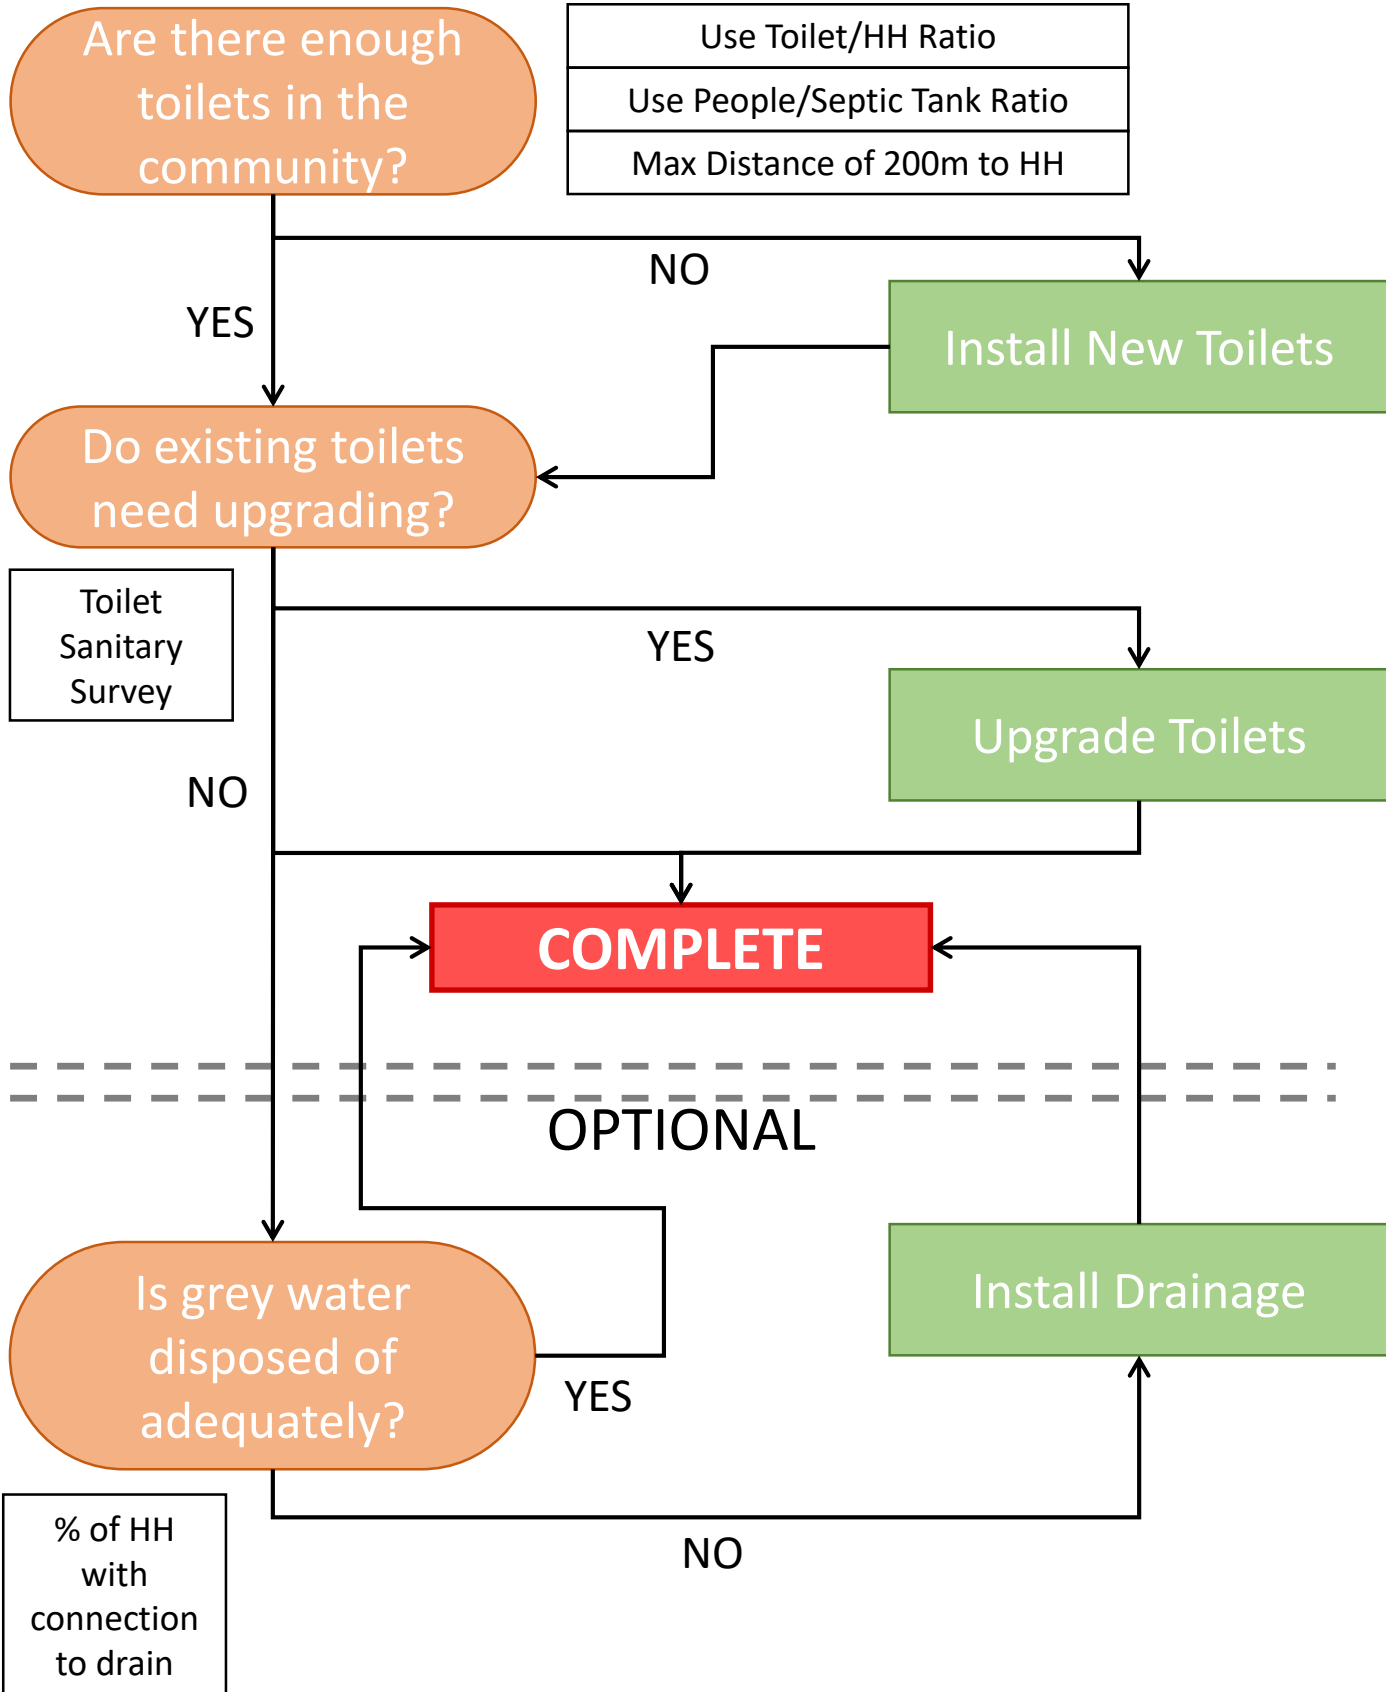 Are there enough
toilets in the
community?
Use Toilet/HH Ratio
Use People/Septic Tank Ratio
Max Distance of 200m to HH
NO
YES
Install New Toilets
Do existing toilets
need upgrading?
Toilet
Sanitary
Survey
YES
Upgrade Toilets
NO
COMPLETE
OPTIONAL
Is grey water
disposed of
adequately?
Install Drainage
YES
% of HH
with
connection
to drain
NO